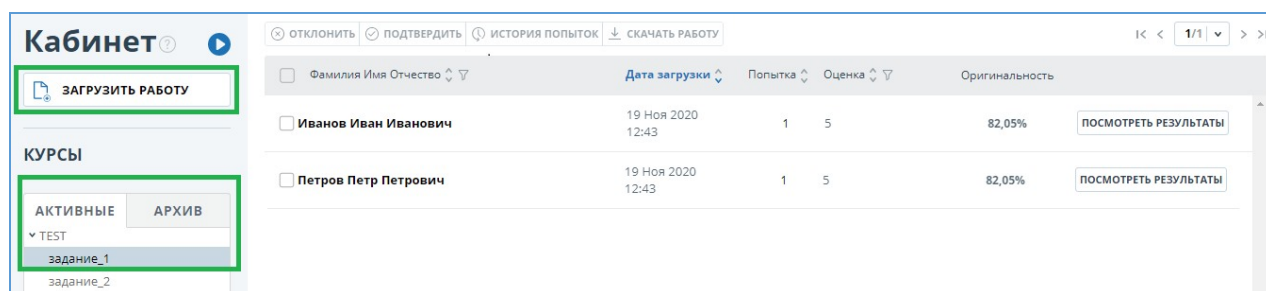 Кабинет
ОТКЛОНИТЬ ПОДТВЕРДИТЬ ИСТОРИЯ ПОПЫТОК СКАЧАТЬ РАБОТУ
1/1
ЗАГРУЗИТЬ РАБОТУ
КУРСЫ
АКТИВНЫЕ АРХИВ
TEST
задание_1
задание_2
Фамилия Имя Отчество Дата загрузки Попытка Оценка Оригинальность
Иванов Иван Иванович 19 Ноя 2020 1 5 82,05% ПОСМОТРЕТЬ РЕЗУЛЬТАТЫ
12:43
Петров Петр Петрович 19 Ноя 2020 1 5 82,05% ПОСМОТРЕТЬ РЕЗУЛЬТАТЫ
12:43